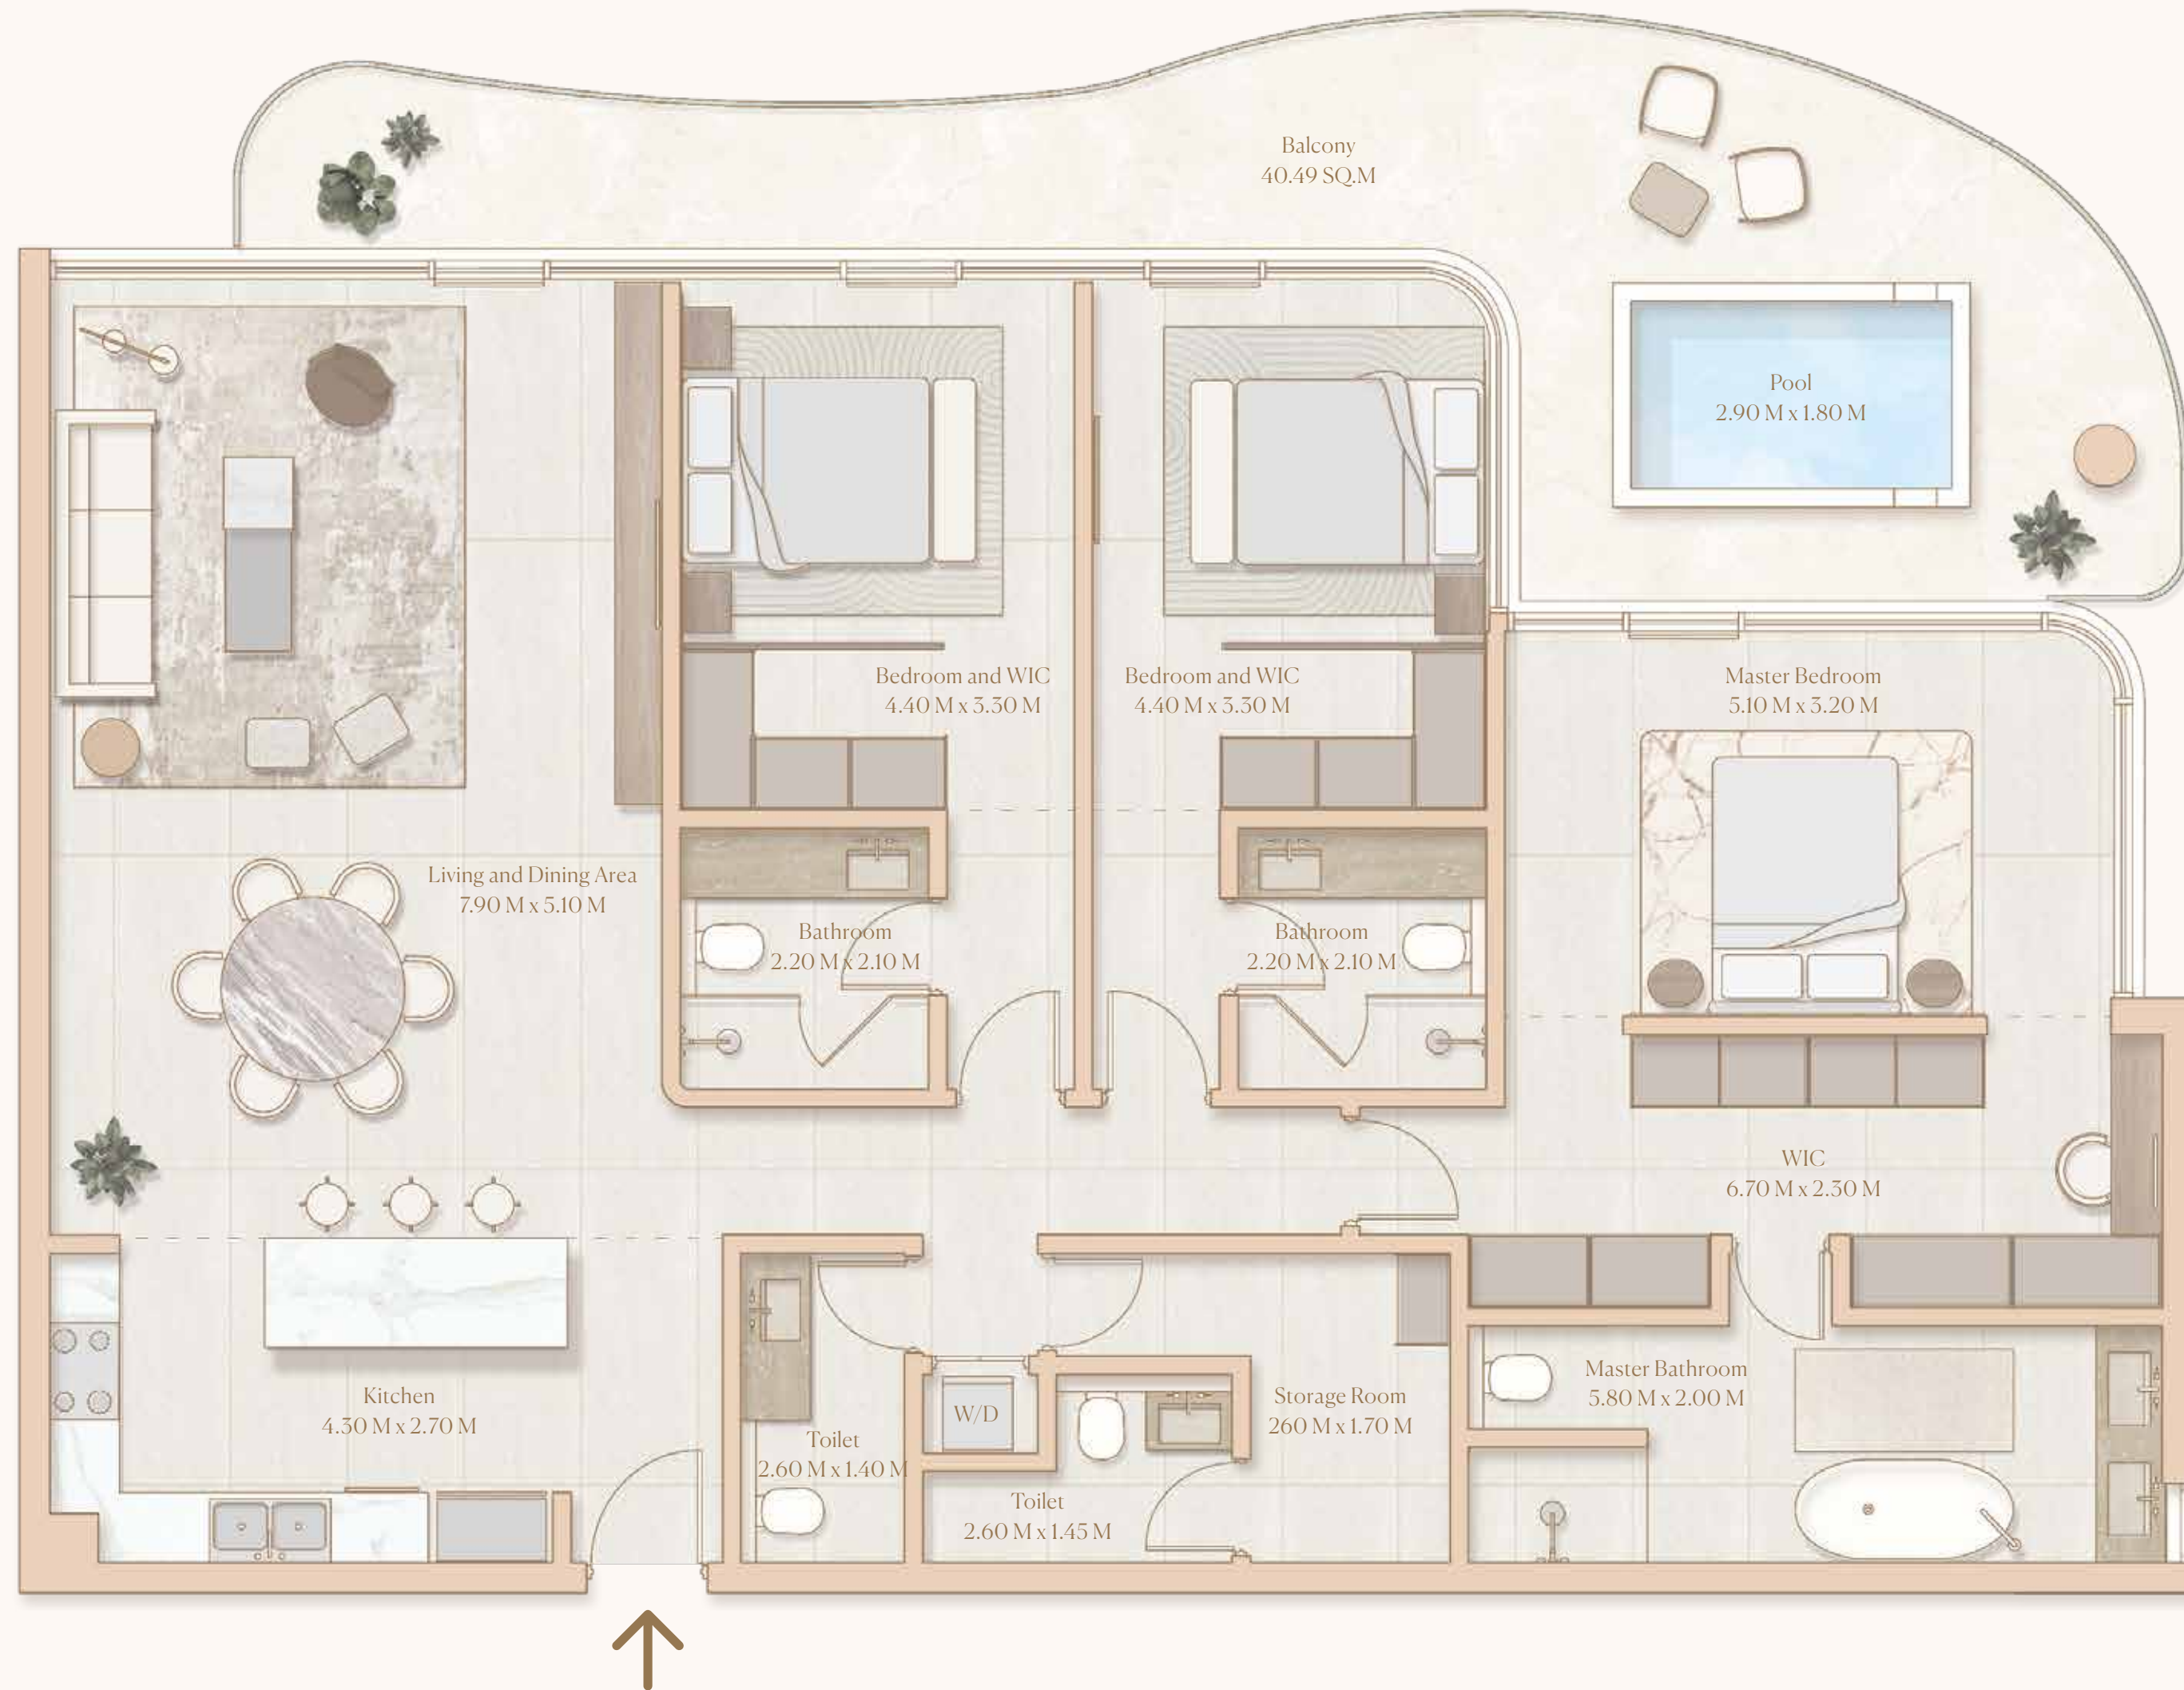 Balcony
40.49 SQ.M
Pool
2.90 M x 1.80 M
Bedroom and WIC
4.40 M x 3.30 M
Bedroom and WIC
4.40 M x 3.30 M
Master Bedroom
5.10 M x 3.20 M
Living and Dining Area
7.90 M x 5.10 M
Bathroom
2.20 M x 2.10 M
Bathroom
2.20 M x 2.10 M
WIC
6.70 M x 2.30 M
Kitchen
4.30 M x 2.70 M
Toilet
2.60 M x 1.40 M
W/D
Toilet
2.60 M x 1.45 M
Storage Room
260 M x 1.70 M
Master Bathroom
5.80 M x 2.00 M